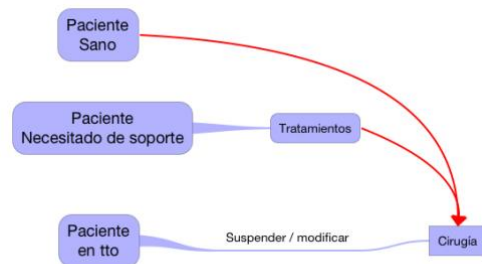 Paciente
Sano
Paciente
Necesitado de soporte
Tratamientos
Paciente
en tto
Suspender / modificar
Cirugía